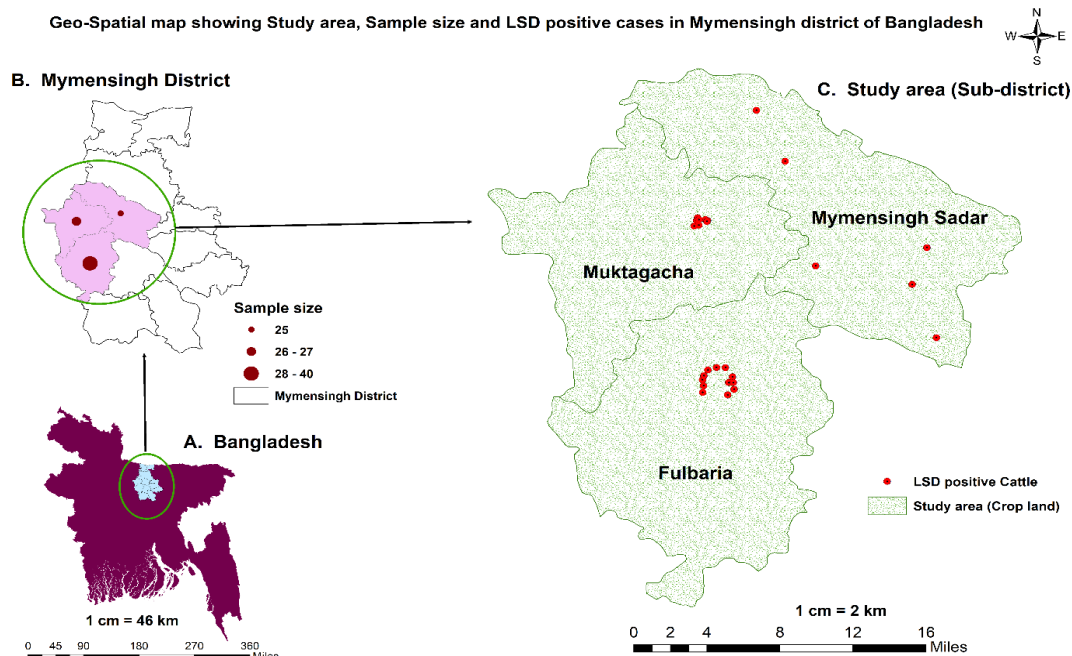 Geo-Spatial map showing Study area, Sample size and LSD positive cases in Mymensingh district of Bangladesh
N
W E
S
B. Mymensingh District
C. Study area (Sub-district)
Mymensingh Sadar
Muktagacha
Fulbaria
Sample size
25
26 - 27
28 - 40
Mymensingh District
A. Bangladesh
LSD positive Cattle
Study area (Crop land)
1 cm = 46 km
0 45 90 180 270 360
Miles
1 cm = 2 km
0 2 4 8 12 16
Miles